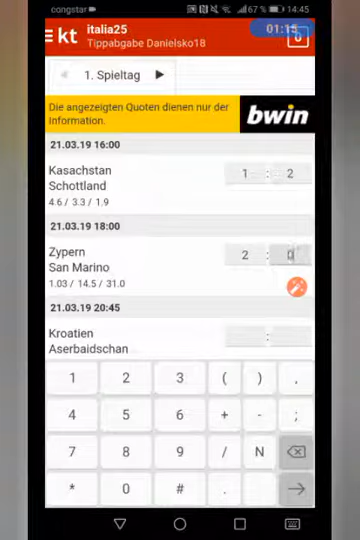 congstar
67 % 14:45
01:15
kt
italia25
Tippabgabe Danielsko18
1. Spieltag
Die angezeigten Quoten dienen nur der
Information.
bwin
21.03.19 16:00
Kasachstan
Schottland
1 : 2
4.6 / 3.3 / 1.9
21.03.19 18:00
Zypern
San Marino
2 : 0
1.03 / 14.5 / 31.0
21.03.19 20:45
Kroatien
Aserbaidschan
:
1 2 3 ( ) ,
4 5 6 + - ;
7 8 9 / N
* 0 # .